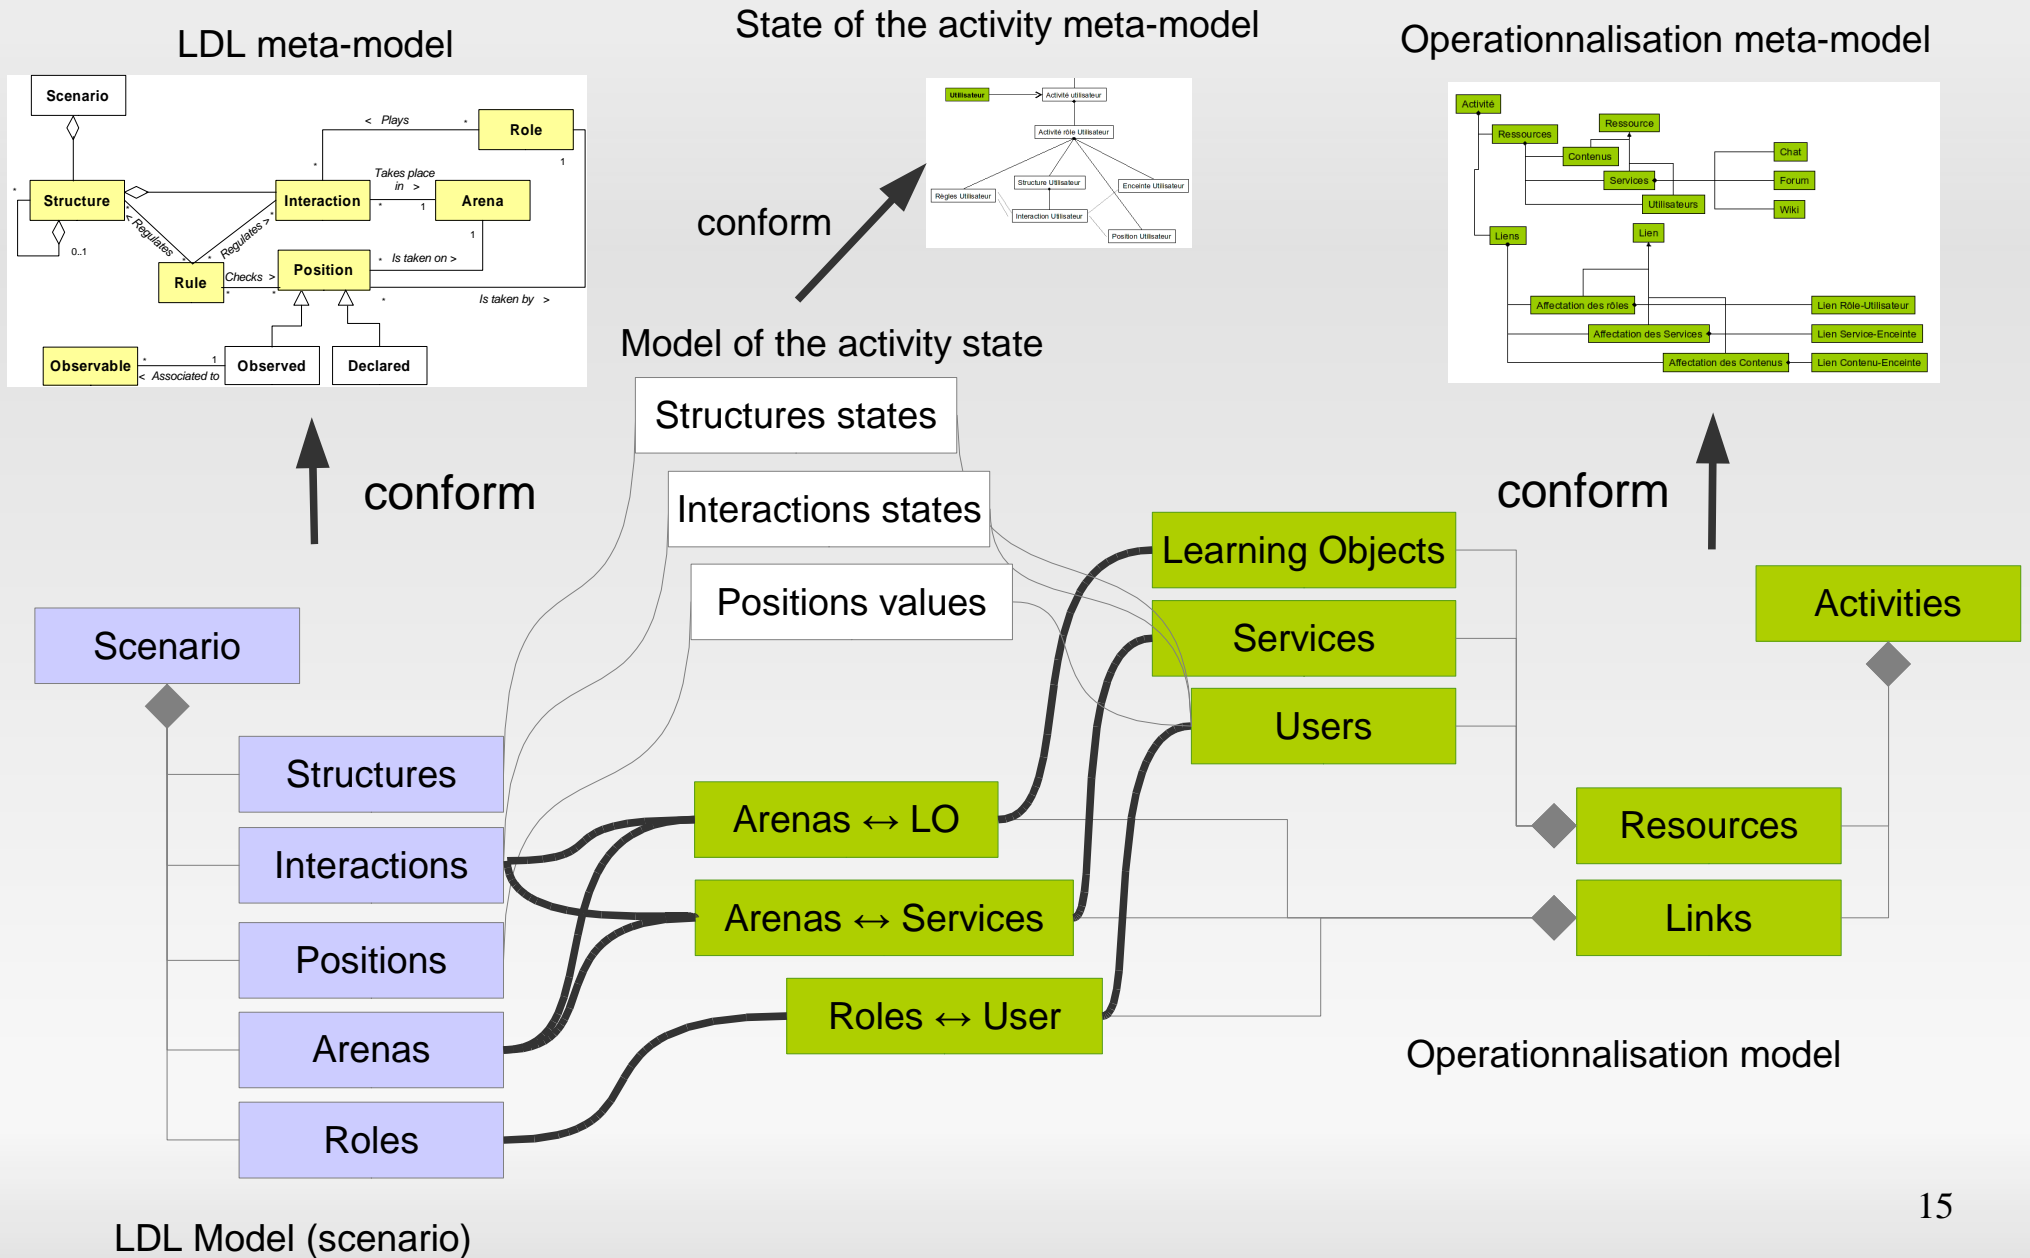 LDL meta-model
State of the activity meta-model
Operationnalisation meta-model
Scenario
< Plays
*
Role
*
1
Takes place
in >
*
Structure
Interaction
*
1
Arena
*
*
< Regulates
Regulates >
0..1
*
*
1
Rule
Checks >
*
*
Position
*
Is taken on >
*
Is taken by >
Observable
*
1
< Associated to
Observed
Declared
Utilisateur
Activité utilisateur
Activité rôle Utilisateur
Structure Utilisateur
Enceinte Utilisateur
Règles Utilisateur
Interaction Utilisateur
Position Utilisateur
Activité
Ressources
Ressource
Contenus
Chat
Services
Forum
Utilisateurs
Wiki
Liens
Lien
Affectation des rôles
Lien Rôle-Utilisateur
Affectation des Services
Lien Service-Enceinte
Affectation des Contenus
Lien Contenu-Enceinte
conform
Model of the activity state
conform
conform
Structures states
Interactions states
Positions values
Learning Objects
Services
Users
Activities
Scenario
Structures
Interactions
Positions
Arenas
Roles
Arenas ↔ LO
Arenas ↔ Services
Roles ↔ User
Resources
Links
Operationnalisation model
LDL Model (scenario)
15